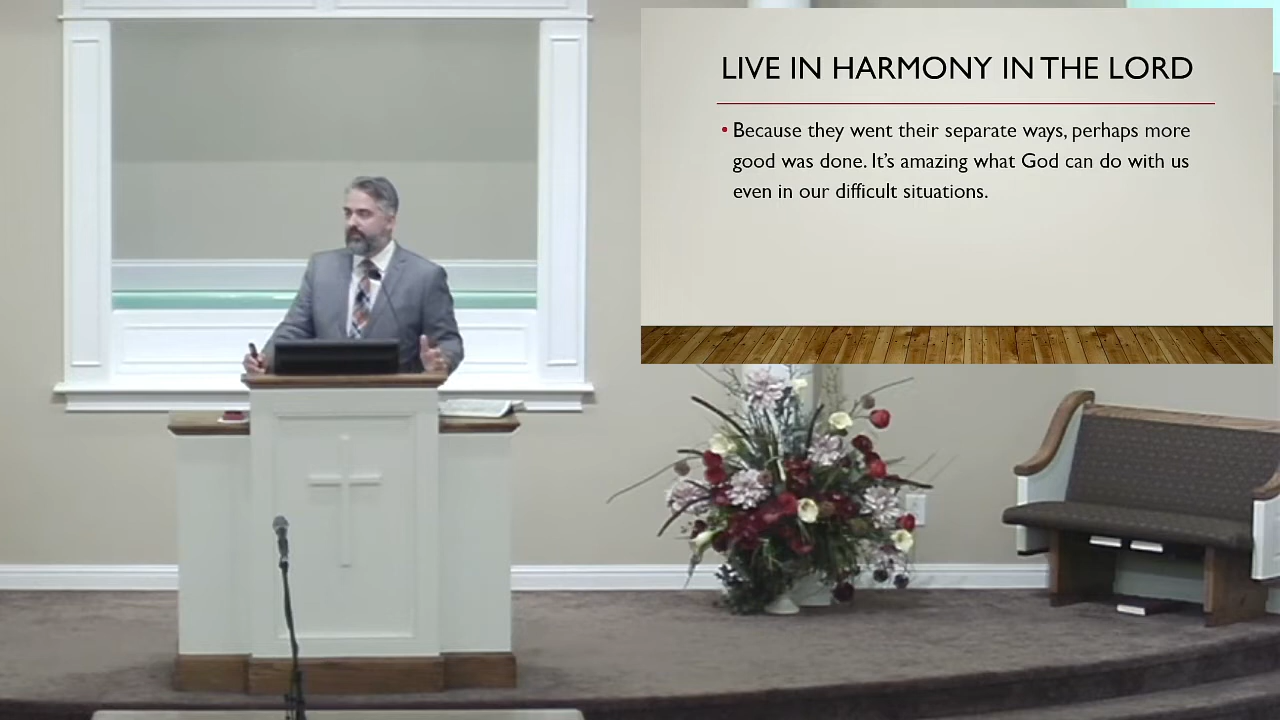 LIVE IN HARMONY IN THE LORD
• Because they went their separate ways, perhaps more
good was done. It’s amazing what God can do with us
even in our difficult situations.